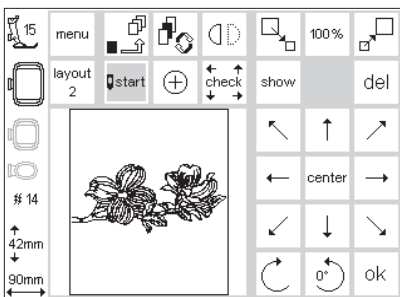 15
menu
100%
layout
2
start
check
show
del
# 14
42mm
90mm
center
0°
ok